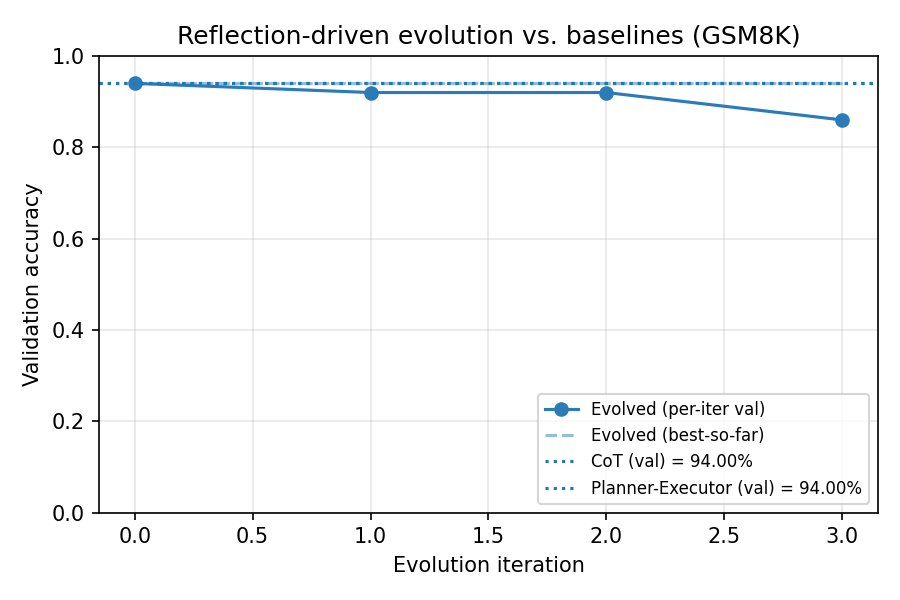 Reflection-driven evolution vs. baselines (GSM8K)
Validation accuracy
1.0
0.8
0.6
0.4
0.2
0.0
Evolved (per-iter val)
Evolved (best-so-far)
CoT (val) = 94.00%
Planner-Executor (val) = 94.00%
0.0 0.5 1.0 1.5 2.0 2.5 3.0
Evolution iteration